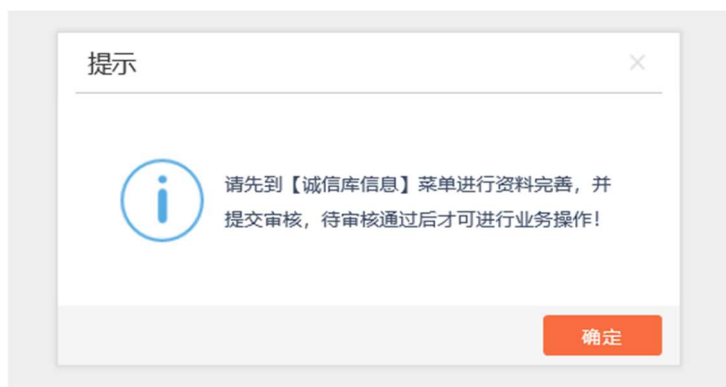 提示
请先到【诚信库信息】菜单进行资料完善，并
提交审核，待审核通过后才可进行业务操作！
确定